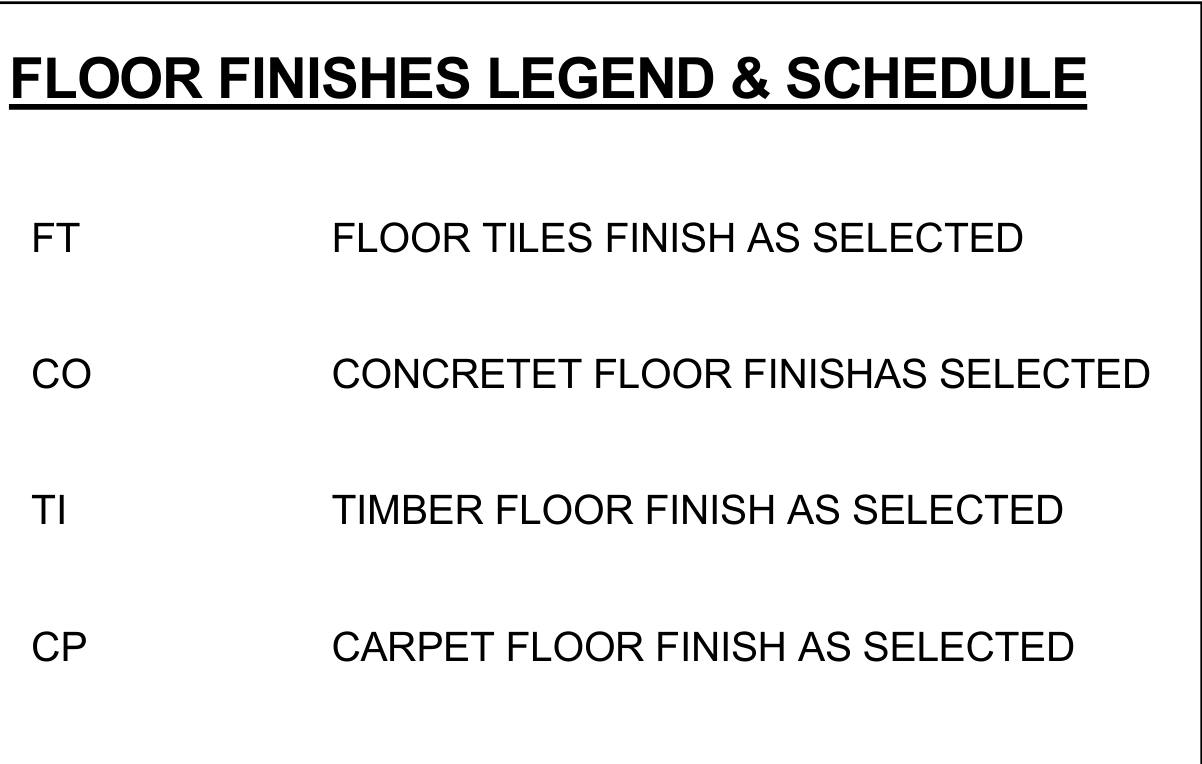 FLOOR FINISHES LEGEND & SCHEDULE
FT FLOOR TILES FINISH AS SELECTED
CO CONCRETET FLOOR FINISHAS SELECTED
TI TIMBER FLOOR FINISH AS SELECTED
CP CARPET FLOOR FINISH AS SELECTED